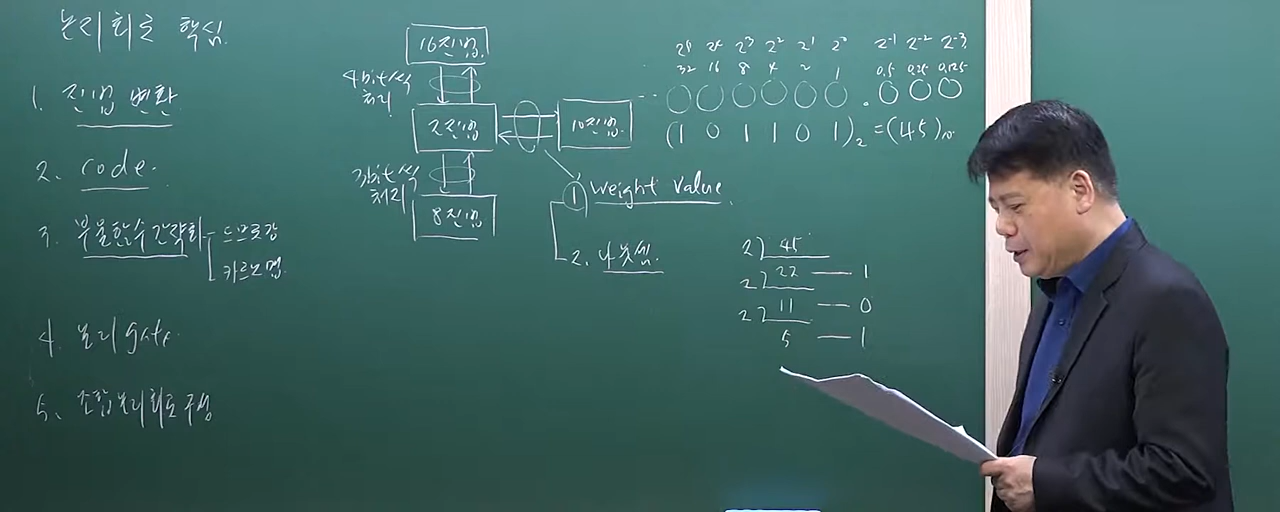 논리회로 핵심.
1. 진법 변환
2. code.
3. 부울함수 간략화 - 드므로강
카르노맵.
4. 논리 gate.
5. 조합논리회로 구성
16진법.
4bit씩
처리
2진법
10진법.
3bit씩
처리
8진법
① Weight Value.
2. 나눗셈.
2⁵ 2⁴ 2³ 2² 2¹ 2⁰ 2⁻¹ 2⁻² 2⁻³
32 16 8 4 2 1 0.5 0.25 0.125
-- ○ ○ ○ ○ ○ ○ . ○ ○ ○
(1 0 1 1 0 1)₂ = (45)₁₀
2) 45
2) 22 — 1
2) 11 — 0
5 — 1